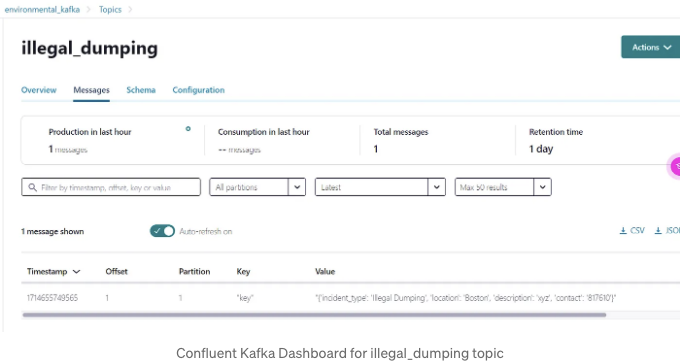 environmental_kafka > Topics >
illegal_dumping
Actions
Overview Messages Schema Configuration
Production in last hour Consumption in last hour Total messages Retention time
1 messages -- messages 1 1 day
Filter by timestamp, offset, key or value All partitions Latest Max 50 results
1 message shown Auto-refresh on CSV JSO
Timestamp Offset Partition Key Value
1714655749565 1 1 "key" "{'incident_type': 'Illegal Dumping', 'location': 'Boston', 'description': 'xyz', 'contact': '817610'}"
Confluent Kafka Dashboard for illegal_dumping topic